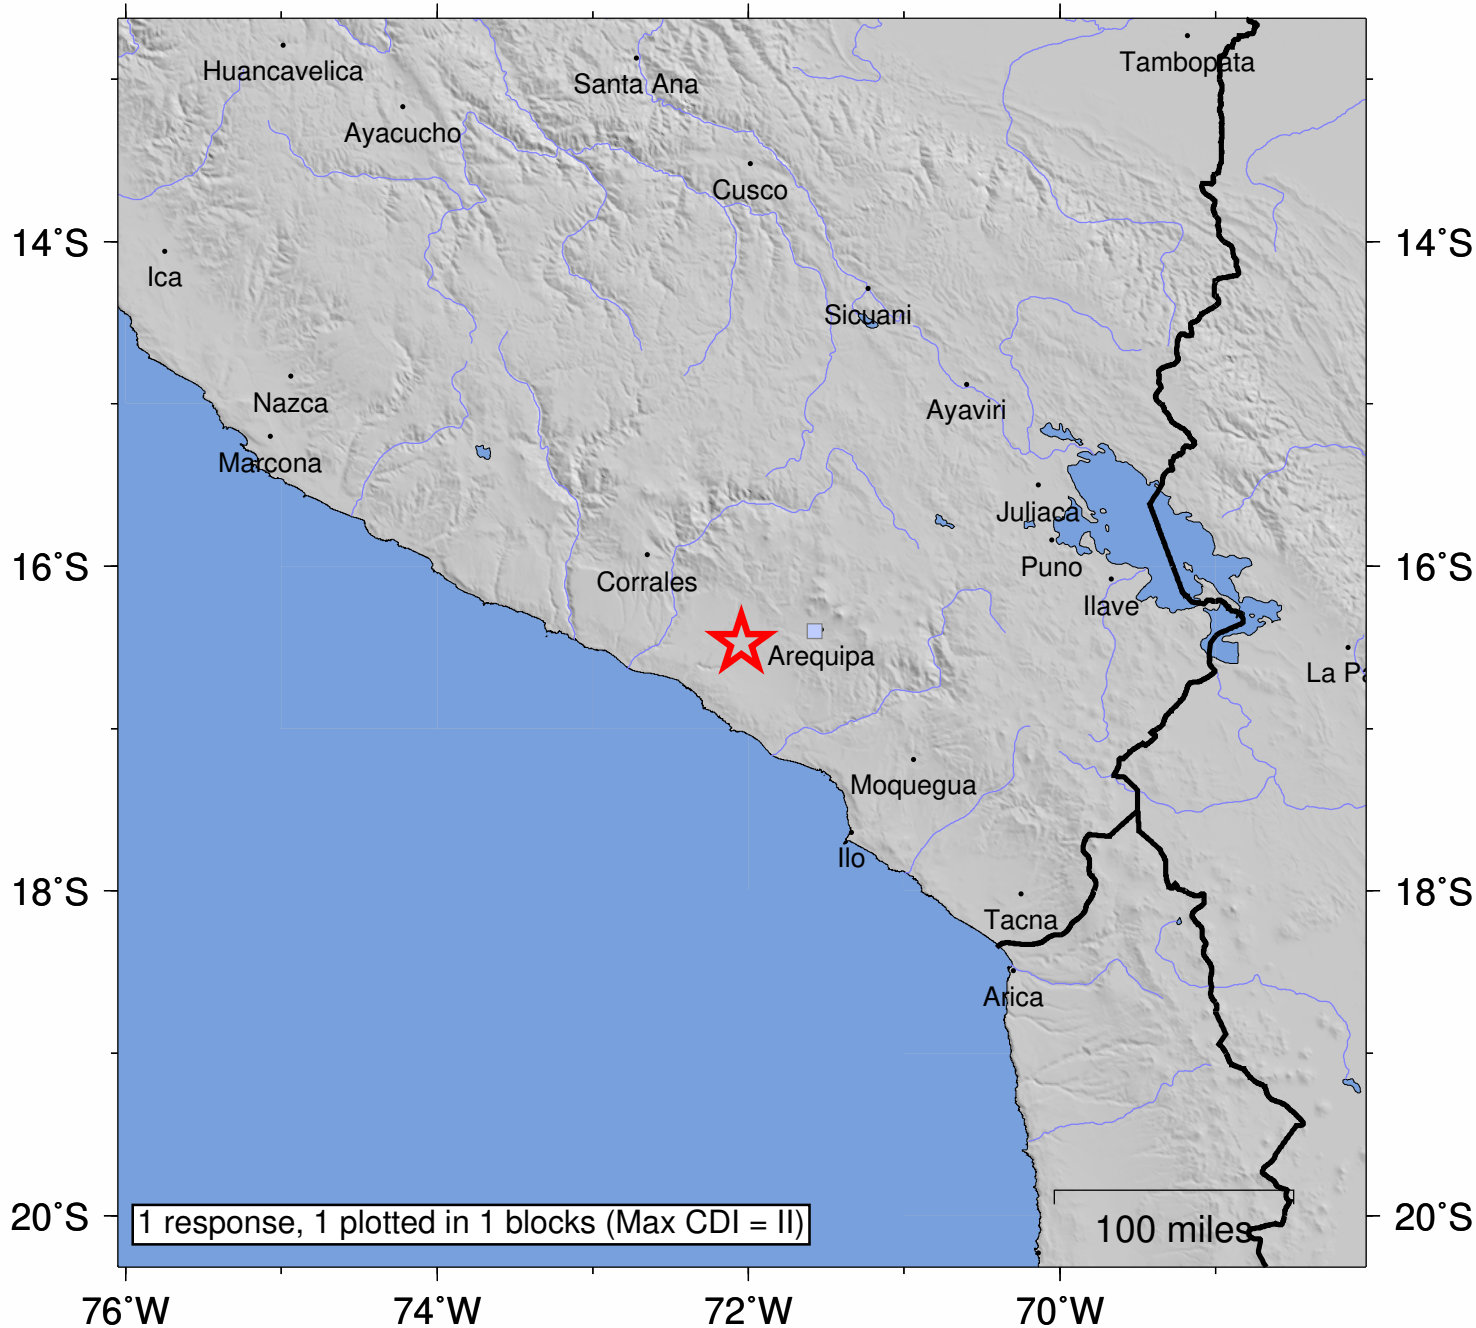 Tambopata
Huancavelica
Santa Ana
Ayacucho
Cusco
14°S
14°S
Ica
Sicuani
Nazca
Ayaviri
Marcona
Juliaca
16°S
16°S
Puno
Corrales
Ilave
Arequipa
La Pa
Moquegua
Ilo
18°S
18°S
Tacna
Arica
20°S
1 response, 1 plotted in 1 blocks (Max CDI = II)
100 miles
20°S
76°W
74°W
72°W
70°W